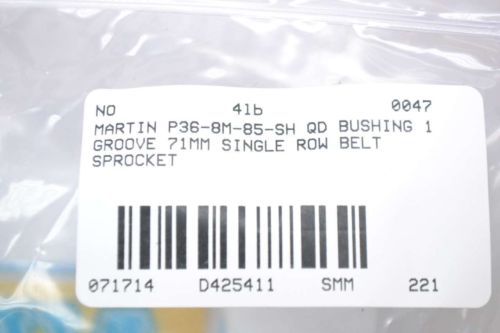 NO 4lb 0047
MARTIN P36-8M-85-SH QD BUSHING 1
GROOVE 71MM SINGLE ROW BELT
SPROCKET
071714 D425411 SMM 221